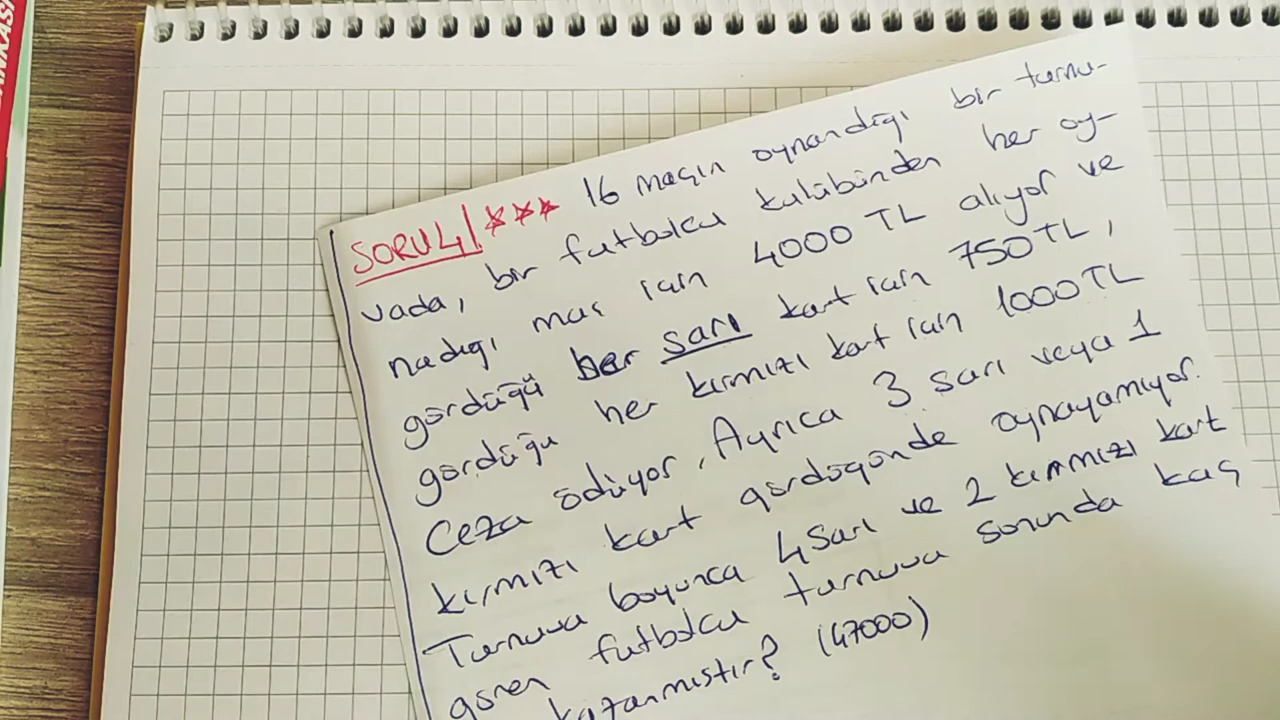 ANKASI
SORU 4 16 maçın oynandığı bir turnu-
vada, bir futbolcu kulübünden her oy-
nadığı maç için 4000 TL alıyor ve
gördüğü her sarı kart için 750 TL,
gördüğü her kırmızı kart için 1000 TL
Ceza ödüyor. Ayrıca 3 sarı veya 1
kırmızı kart gördüğünde oynayamıyor.
Turnuva boyunca 4 sarı ve 2 kırmızı kart
gören futbolcu turnuva sonunda kaç
kazanmıştır? (47000)